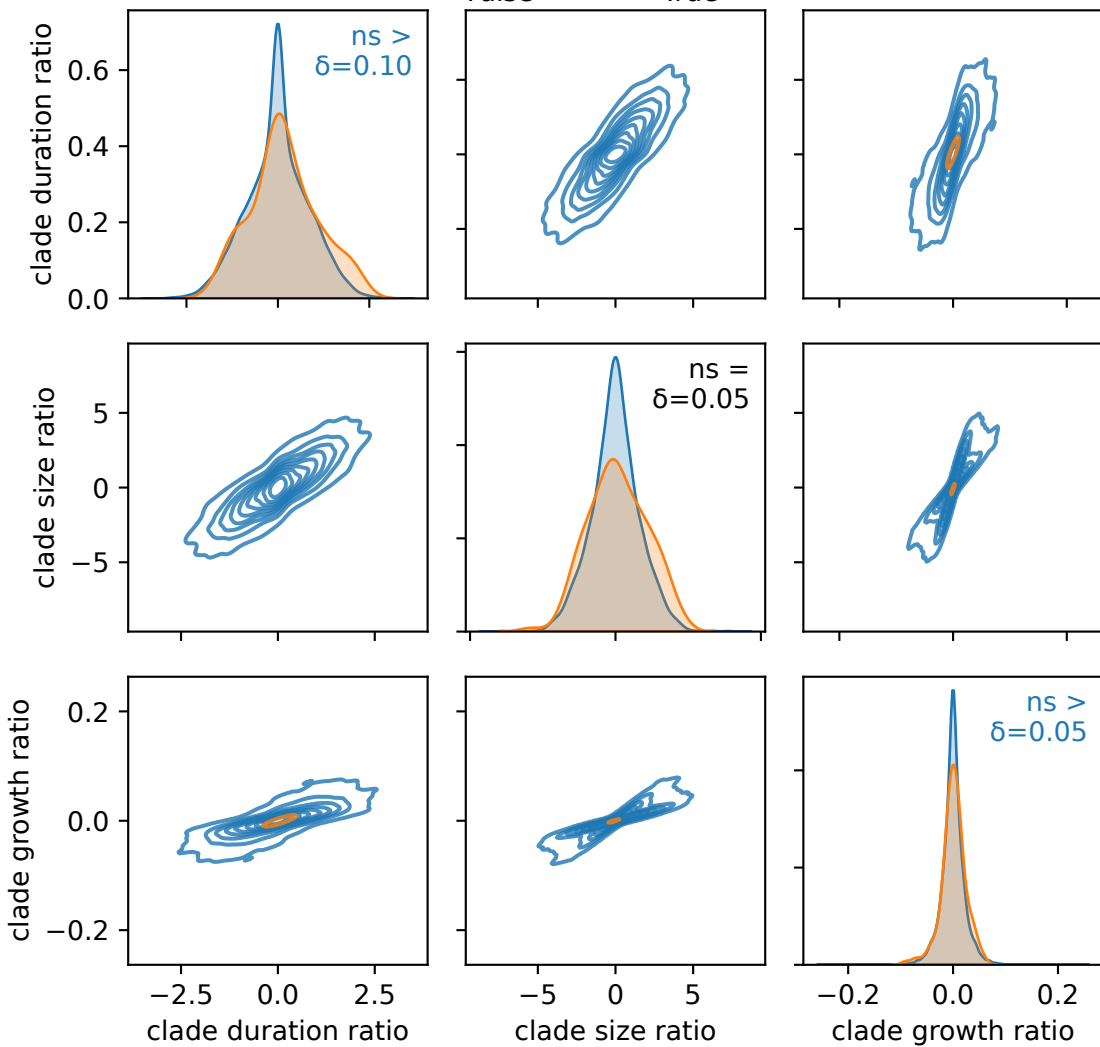 clade duration ratio
0.6
0.4
0.2
0.0
ns >
δ=0.10
clade size ratio
5
0
−5
ns =
δ=0.05
clade growth ratio
0.2
0.0
−0.2
ns >
δ=0.05
−2.5 0.0 2.5
−5 0 5
−0.2 0.0 0.2
clade duration ratio
clade size ratio
clade growth ratio